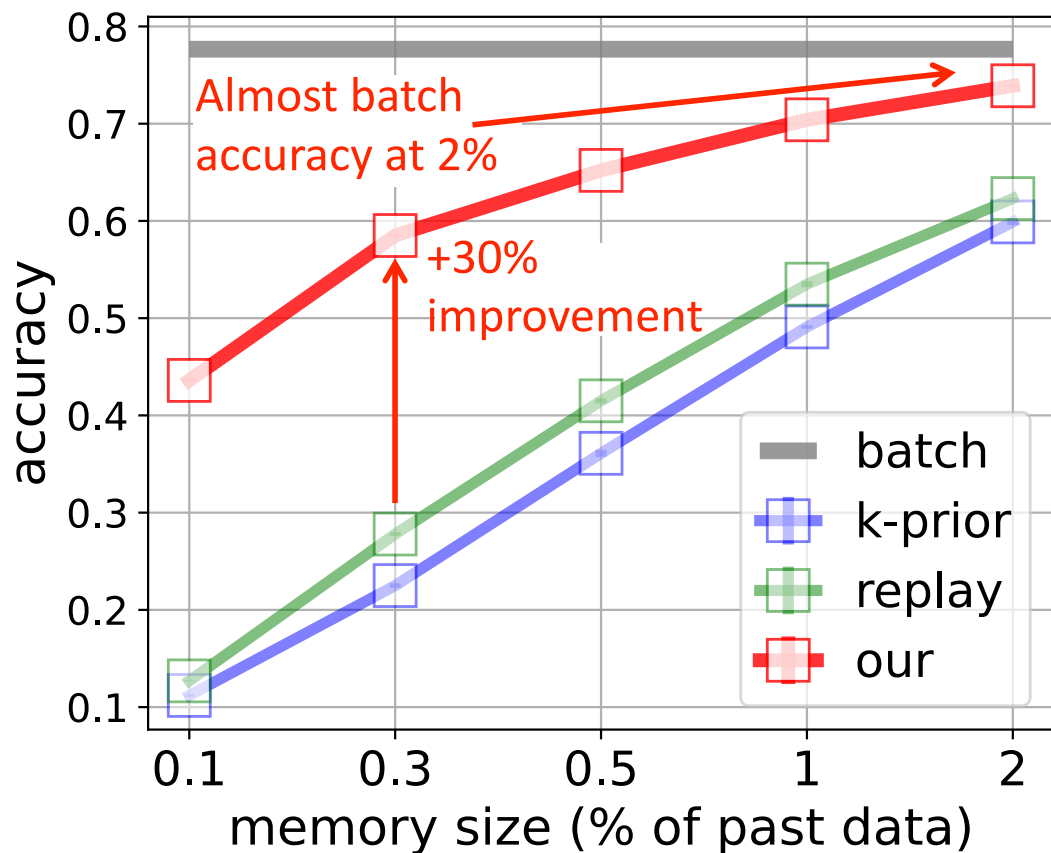 0.8
0.7
0.6
0.5
0.4
0.3
0.2
0.1
accuracy
Almost batch
accuracy at 2%
+30%
improvement
batch
k-prior
replay
our
0.1 0.3 0.5 1 2
memory size (% of past data)